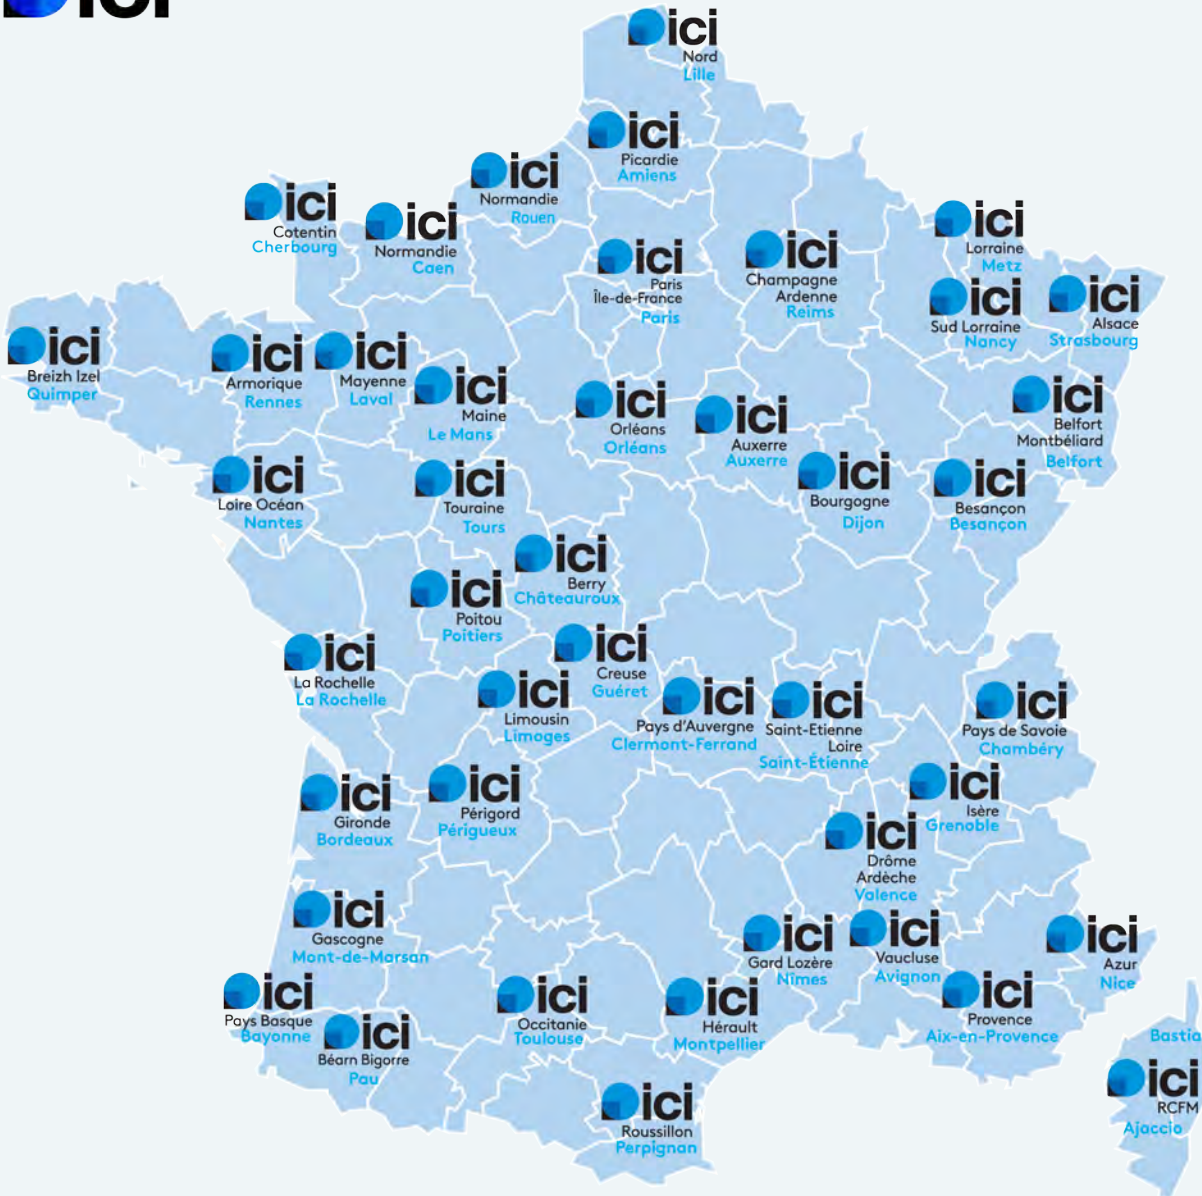 ici
ici
Nord
Lille
ici
Picardie
Amiens
ici
Normandie
Rouen
ici
Cotentin
Cherbourg
ici
Normandie
Caen
ici
Paris
Île-de-France
Paris
ici
Champagne
Ardenne
Reims
ici
Lorraine
Metz
ici
Sud Lorraine
Nancy
ici
Alsace
Strasbourg
ici
Breizh Izel
Quimper
ici
Armorique
Rennes
ici
Mayenne
Laval
ici
Maine
Le Mans
ici
Orléans
Orléans
ici
Auxerre
Auxerre
ici
Belfort
Montbéliard
Belfort
ici
Loire Océan
Nantes
ici
Touraine
Tours
ici
Bourgogne
Dijon
ici
Besançon
Besançon
ici
Berry
Châteauroux
ici
Poitou
Poitiers
ici
La Rochelle
La Rochelle
ici
Creuse
Guéret
ici
Limousin
Limoges
ici
Pays d'Auvergne
Clermont-Ferrand
ici
Saint-Etienne
Loire
Saint-Étienne
ici
Pays de Savoie
Chambéry
ici
Gironde
Bordeaux
ici
Périgord
Périgueux
ici
Isère
Grenoble
ici
Drôme
Ardèche
Valence
ici
Gascogne
Mont-de-Marsan
ici
Gard Lozère
Nîmes
ici
Vaucluse
Avignon
ici
Azur
Nice
ici
Pays Basque
Bayonne
ici
Béarn Bigorre
Pau
ici
Occitanie
Toulouse
ici
Hérault
Montpellier
ici
Provence
Aix-en-Provence
Bastia
ici
RCFM
Ajaccio
ici
Roussillon
Perpignan